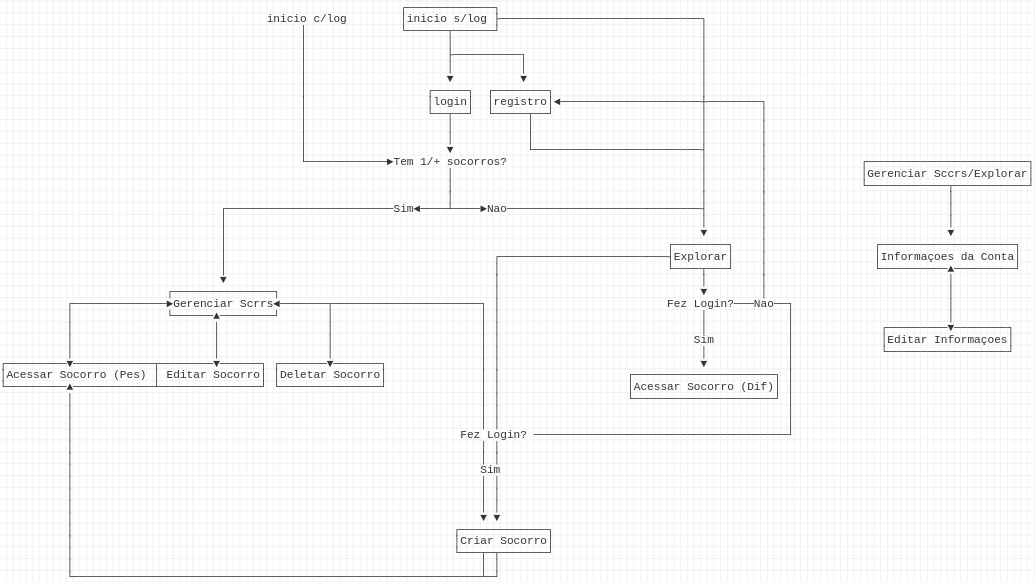 inicio c/log
inicio s/log
login
registro
Tem 1/+ socorros?
Gerenciar Sccrs/Explorar
Sim
Nao
Explorar
Informaçoes da Conta
Gerenciar Scrrs
Fez Login?
Nao
Sim
Editar Informaçoes
Acessar Socorro (Pes)
Editar Socorro
Deletar Socorro
Acessar Socorro (Dif)
Fez Login?
Sim
Criar Socorro